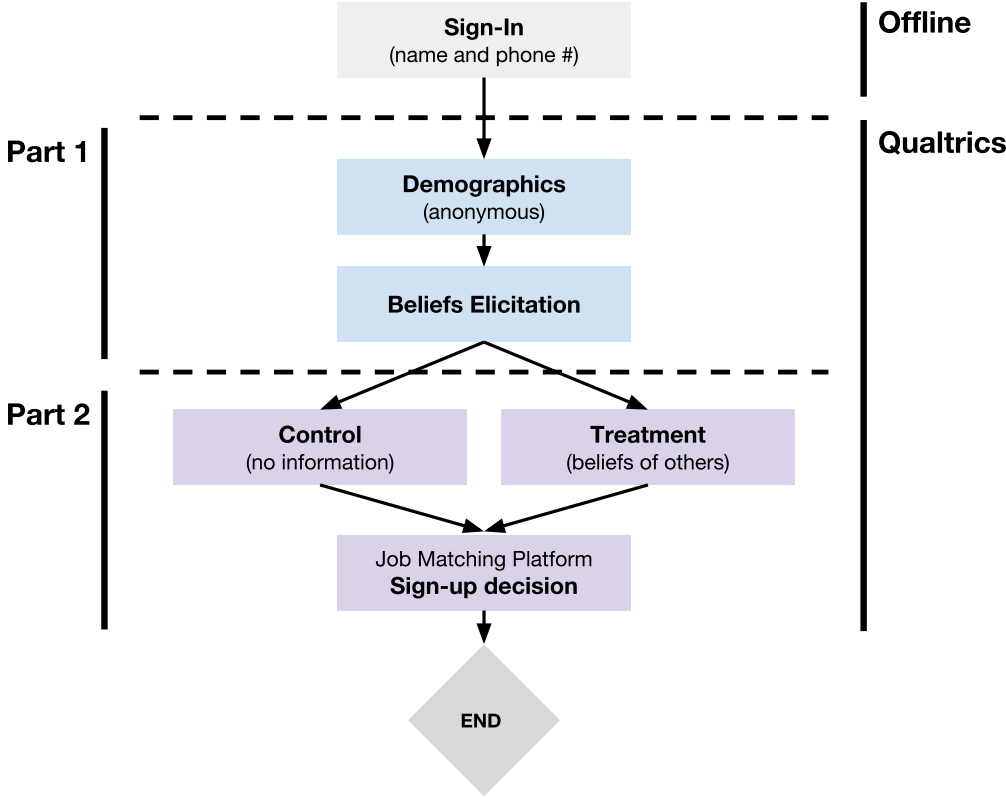 Sign-In
(name and phone #)
Offline
Part 1
Qualtrics
Demographics
(anonymous)
Beliefs Elicitation
Part 2
Control
(no information)
Treatment
(beliefs of others)
Job Matching Platform
Sign-up decision
END